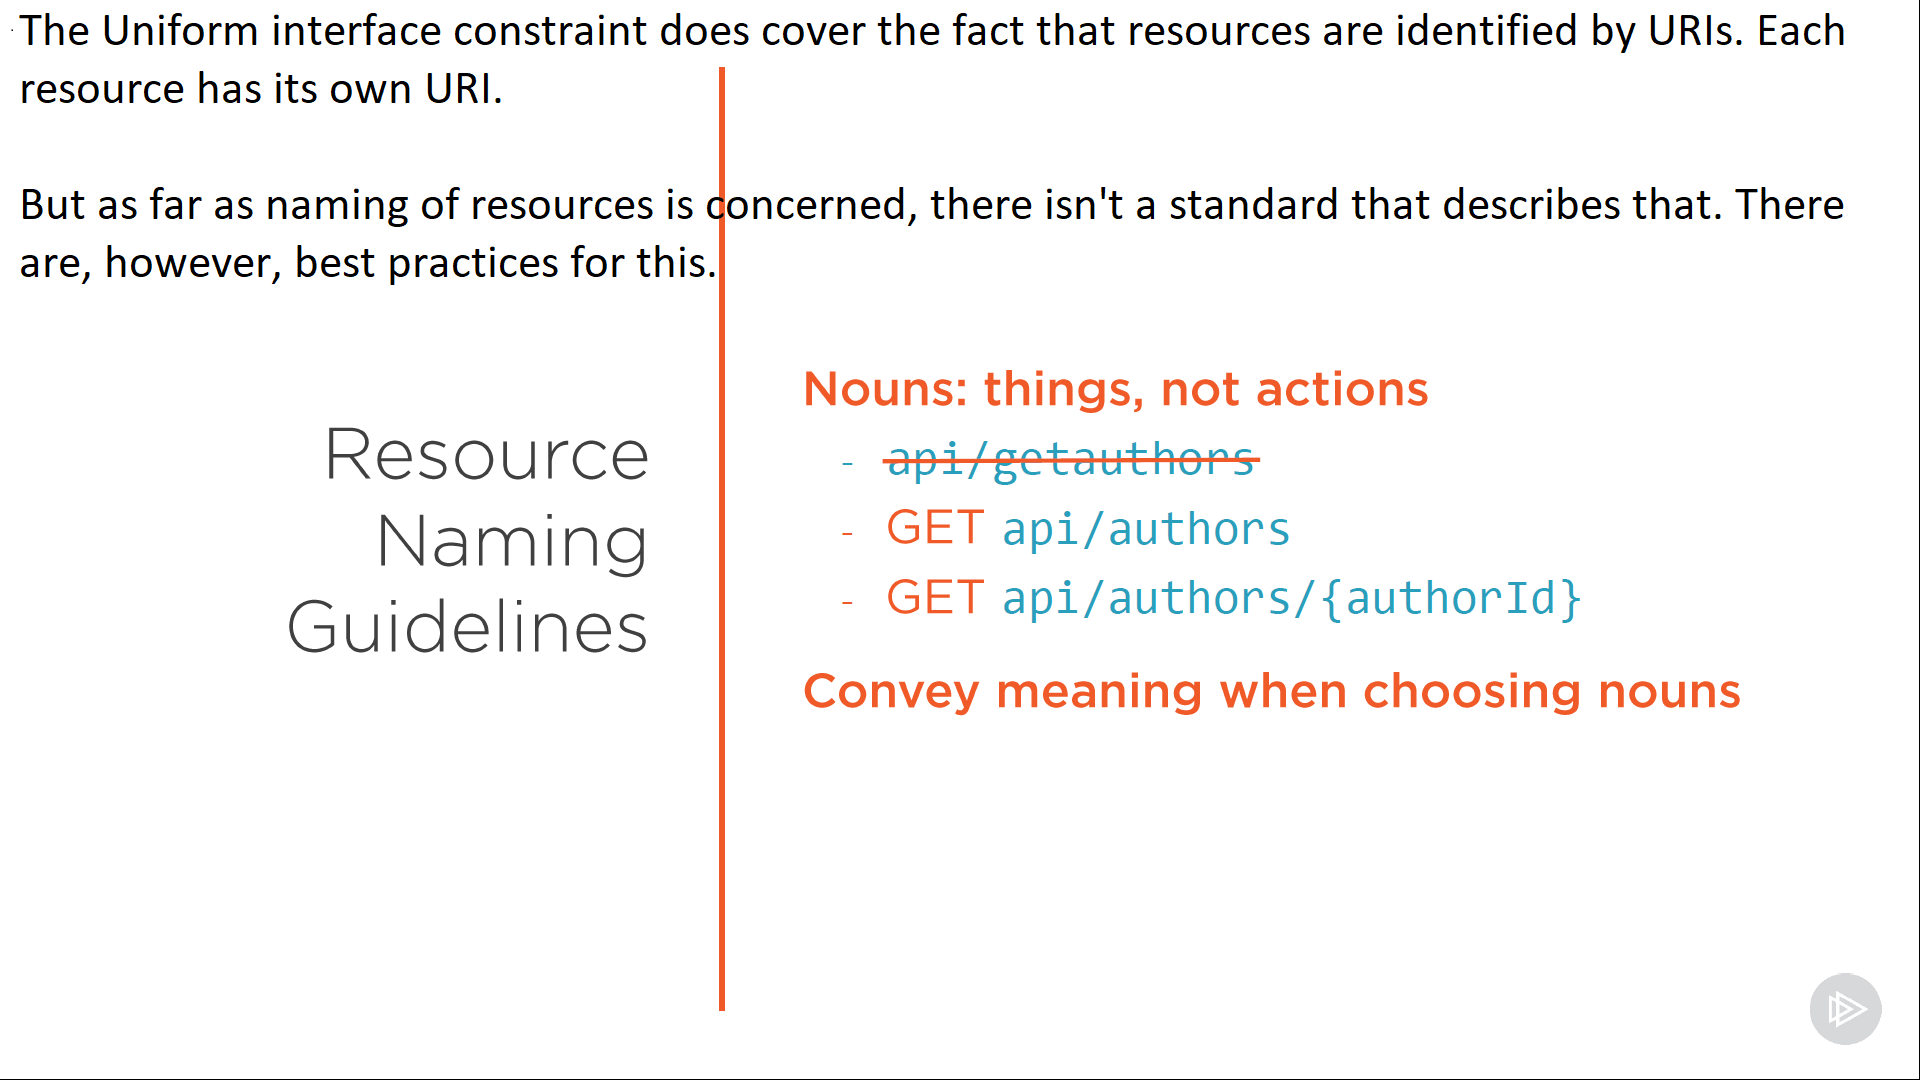 The Uniform interface constraint does cover the fact that resources are identified by URIs. Each
resource has its own URI.
But as far as naming of resources is concerned, there isn't a standard that describes that. There
are, however, best practices for this.
Resource
Naming
Guidelines
Nouns: things, not actions
- api/getauthors
- GET api/authors
- GET api/authors/{authorId}
Convey meaning when choosing nouns